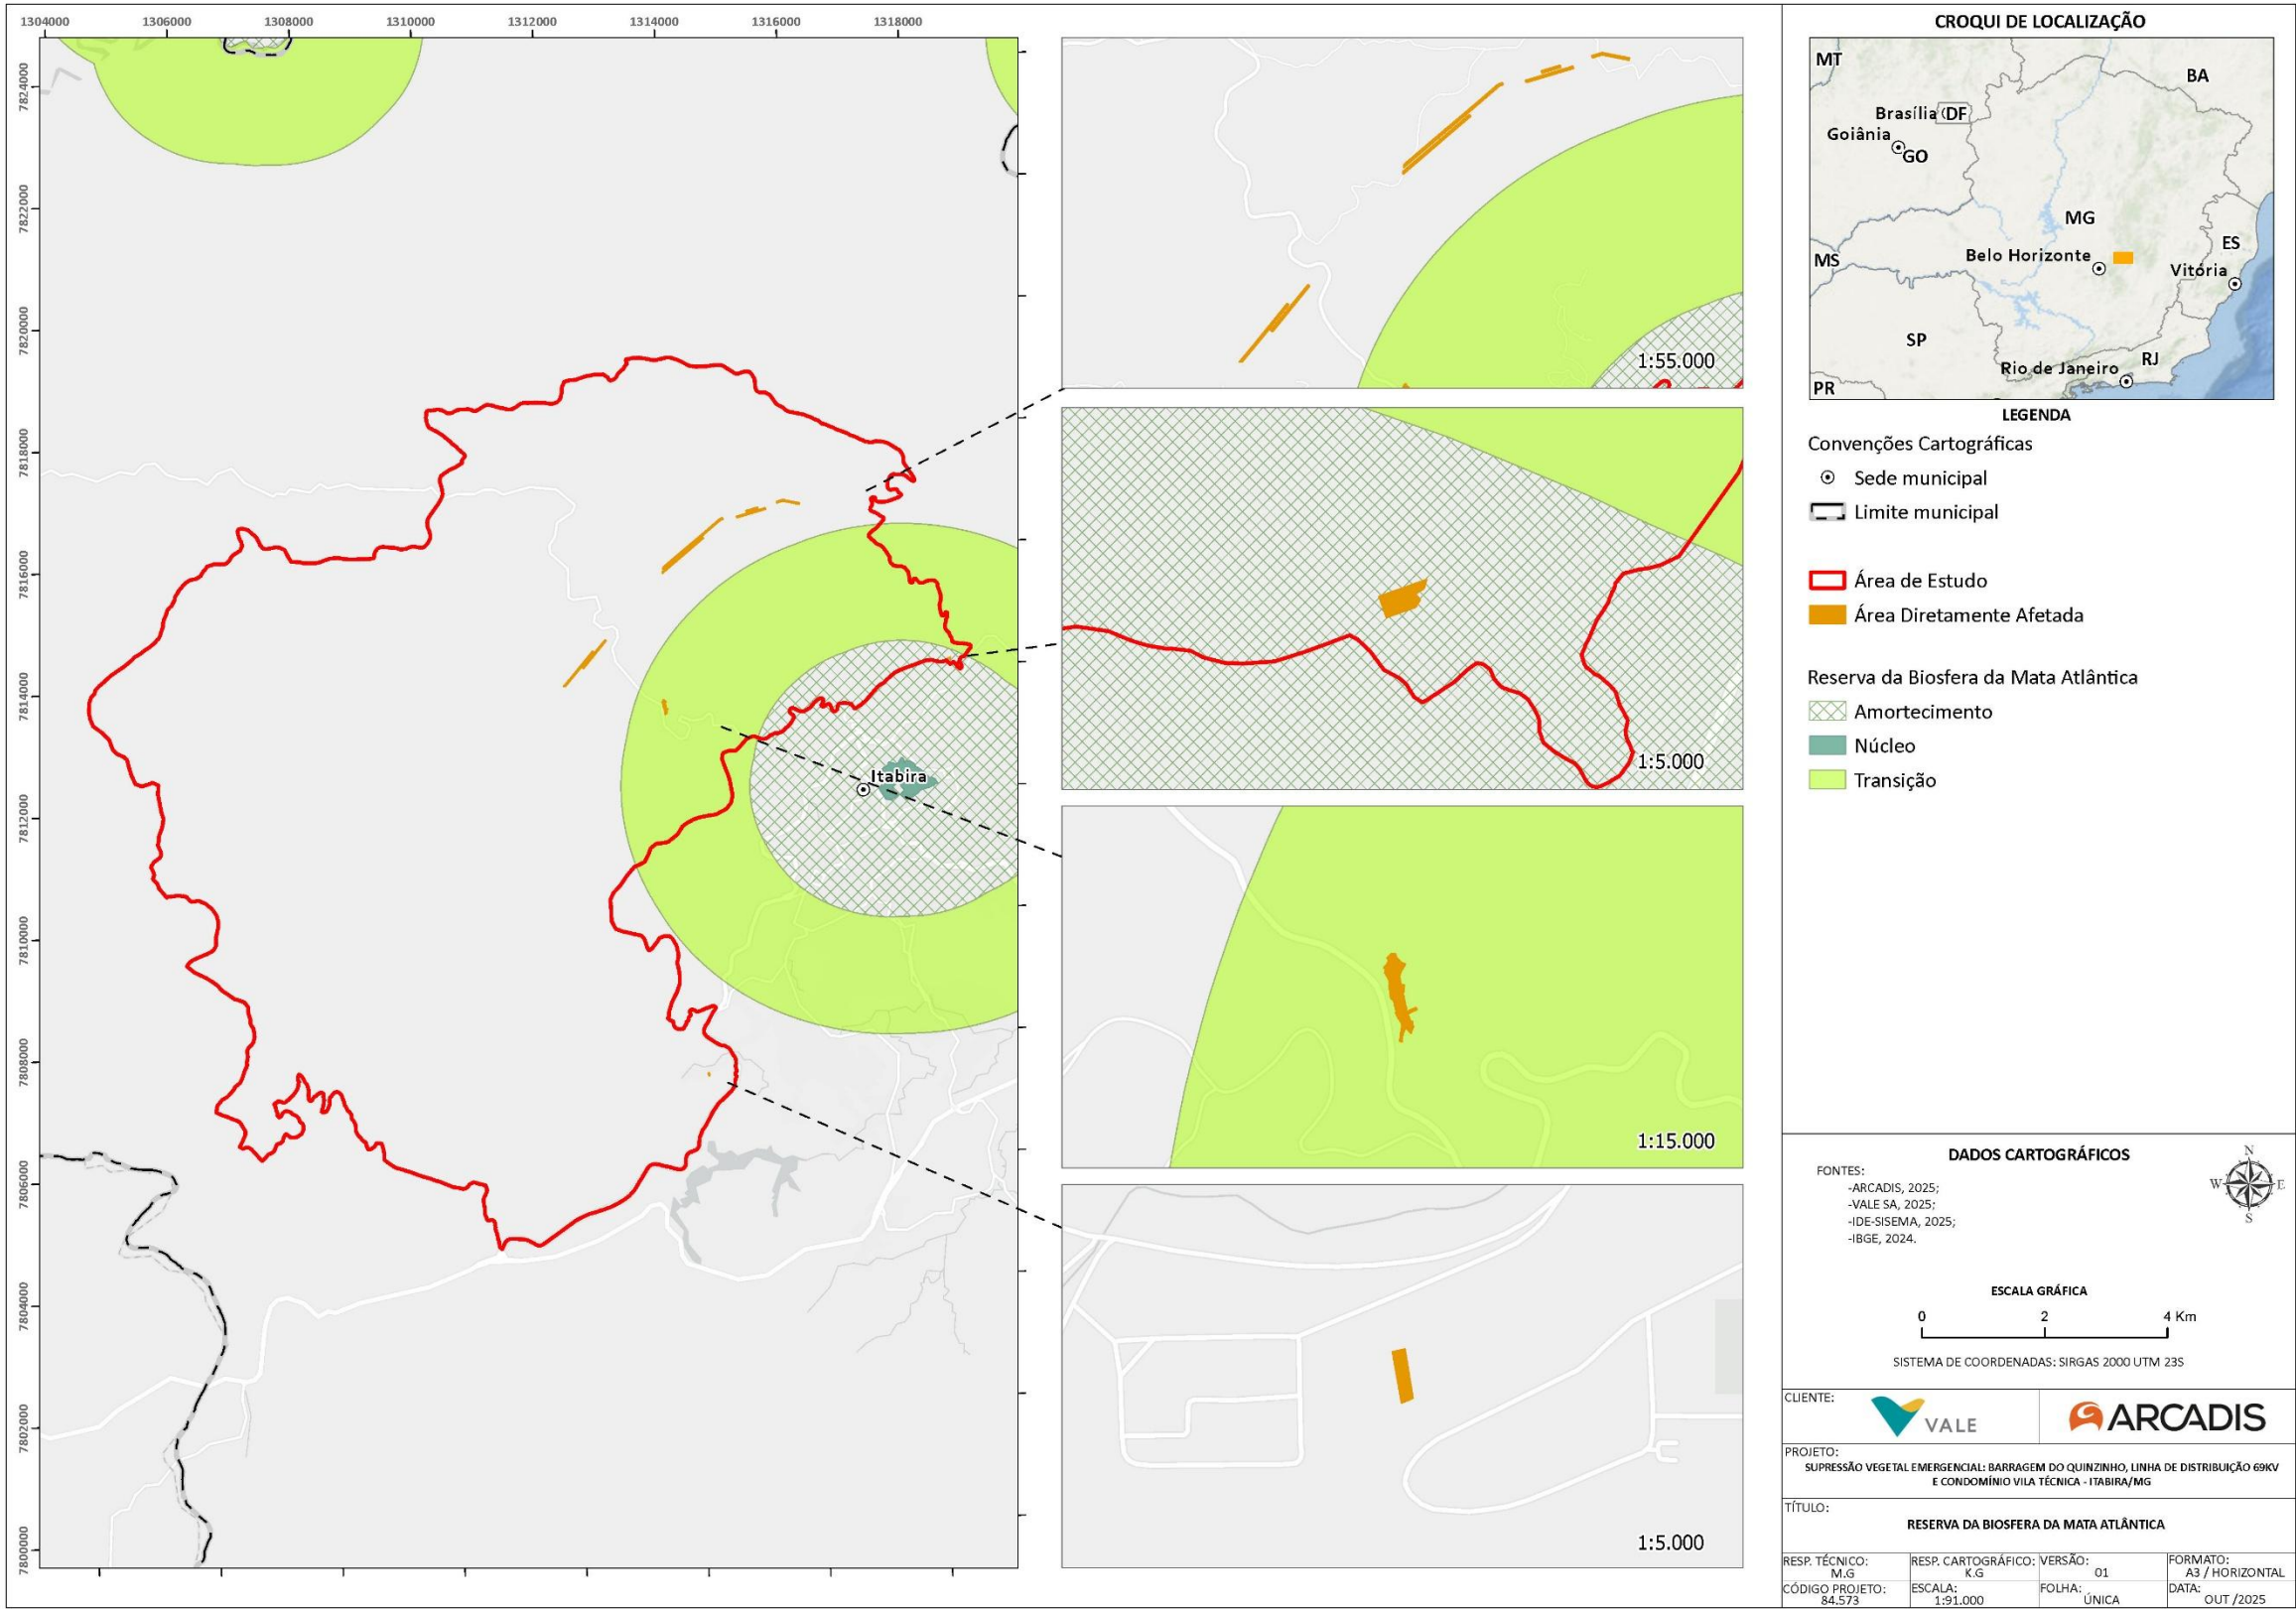 1304000 1306000 1308000 1310000 1312000 1314000 1316000 1318000
7824000
7822000
7820000
7818000
7816000
7814000
7812000
7810000
7808000
7806000
7804000
7802000
7800000
Itabira
1:55.000
1:5.000
1:15.000
1:5.000
CROQUI DE LOCALIZAÇÃO
MT
BA
Brasília
DF
Goiânia
GO
MG
ES
Belo Horizonte
MS
Vitória
SP
RJ
Rio de Janeiro
PR
LEGENDA
Convenções Cartográficas
Sede municipal
Limite municipal
Área de Estudo
Área Diretamente Afetada
Reserva da Biosfera da Mata Atlântica
Amortecimento
Núcleo
Transição
DADOS CARTOGRÁFICOS
FONTES:
-ARCADIS, 2025;
-VALE SA, 2025;
-IDE-SISEMA, 2025;
-IBGE, 2024.
N
W E
S
ESCALA GRÁFICA
0 2 4 Km
SISTEMA DE COORDENADAS: SIRGAS 2000 UTM 23S
CLIENTE:
VALE
ARCADIS
PROJETO:
SUPRESSÃO VEGETAL EMERGENCIAL: BARRAGEM DO QUINZINHO, LINHA DE DISTRIBUIÇÃO 69KV
E CONDOMÍNIO VILA TÉCNICA - ITABIRA/MG
TÍTULO:
RESERVA DA BIOSFERA DA MATA ATLÂNTICA
RESP. TÉCNICO: RESP. CARTOGRÁFICO: VERSÃO: FORMATO:
M.G K.G 01 A3 / HORIZONTAL
CÓDIGO PROJETO: ESCALA: FOLHA: DATA:
84.573 1:91.000 ÚNICA OUT /2025